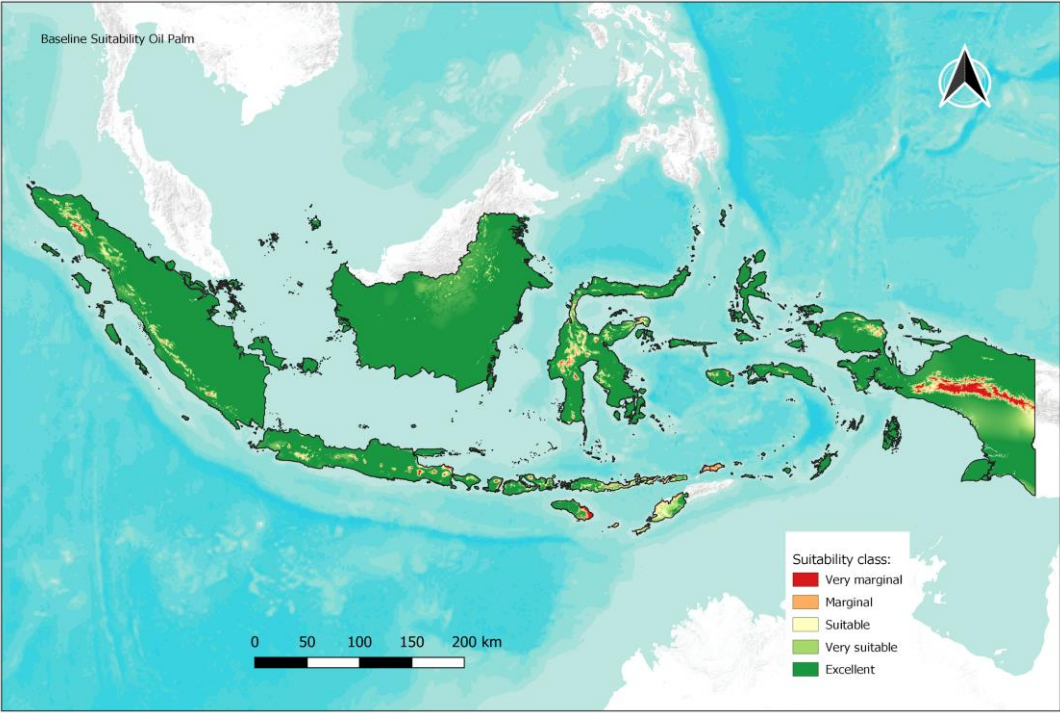 Baseline Suitability Oil Palm
0 50 100 150 200 km
Suitability class:
Very marginal
Marginal
Suitable
Very suitable
Excellent